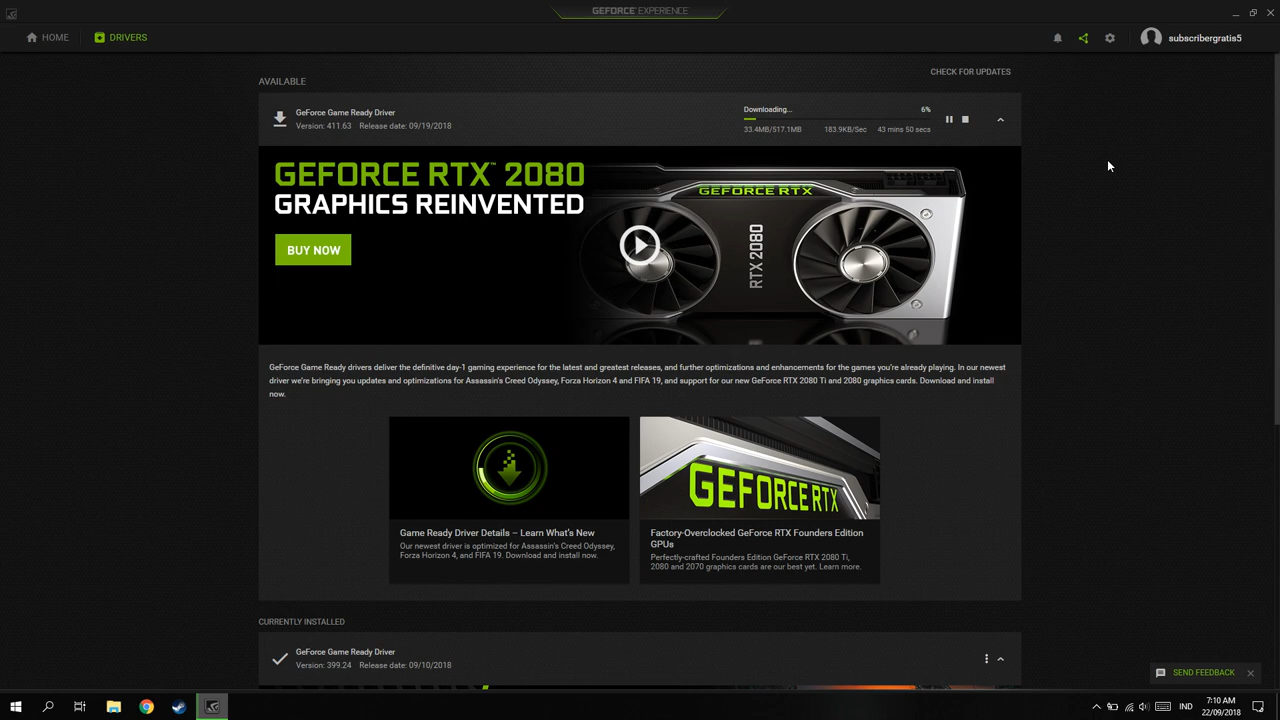 GEFORCE EXPERIENCE
HOME
DRIVERS
subscribergratis5
CHECK FOR UPDATES
AVAILABLE
GeForce Game Ready Driver
Version: 411.63 Release date: 09/19/2018
Downloading... 6%
33.4MB/517.1MB 183.9KB/Sec 43 mins 50 secs
GEFORCE RTX™ 2080
GRAPHICS REINVENTED
BUY NOW
GEFORCE RTX
RTX 2080
GeForce Game Ready drivers deliver the definitive day-1 gaming experience for the latest and greatest releases, and further optimizations and enhancements for the games you're already playing. In our newest
driver we're bringing you updates and optimizations for Assassin's Creed Odyssey, Forza Horizon 4 and FIFA 19, and support for our new GeForce RTX 2080 Ti and 2080 graphics cards. Download and install
now.
GEFORCE RTX
Game Ready Driver Details – Learn What's New
Our newest driver is optimized for Assassin's Creed Odyssey,
Forza Horizon 4, and FIFA 19. Download and install now.
Factory-Overclocked GeForce RTX Founders Edition
GPUs
Perfectly-crafted Founders Edition GeForce RTX 2080 Ti,
2080 and 2070 graphics cards are our best yet. Learn more.
CURRENTLY INSTALLED
GeForce Game Ready Driver
Version: 399.24 Release date: 09/10/2018
SEND FEEDBACK
IND
7:10 AM
22/09/2018